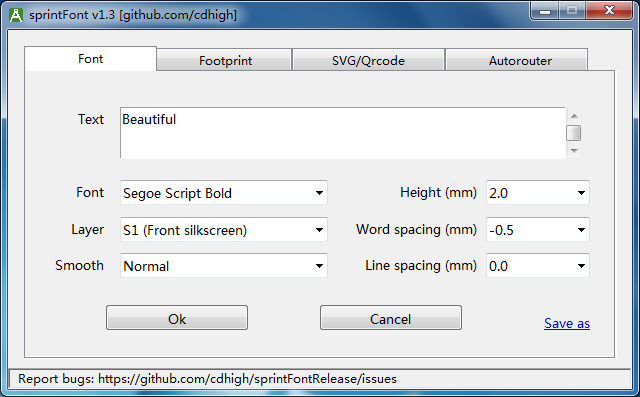 sprintFont v1.3 [github.com/cdhigh]
Font Footprint SVG/Qrcode Autorouter
Text Beautiful
Font Segoe Script Bold Height (mm) 2.0
Layer S1 (Front silkscreen) Word spacing (mm) -0.5
Smooth Normal Line spacing (mm) 0.0
Ok Cancel Save as
Report bugs: https://github.com/cdhigh/sprintFontRelease/issues